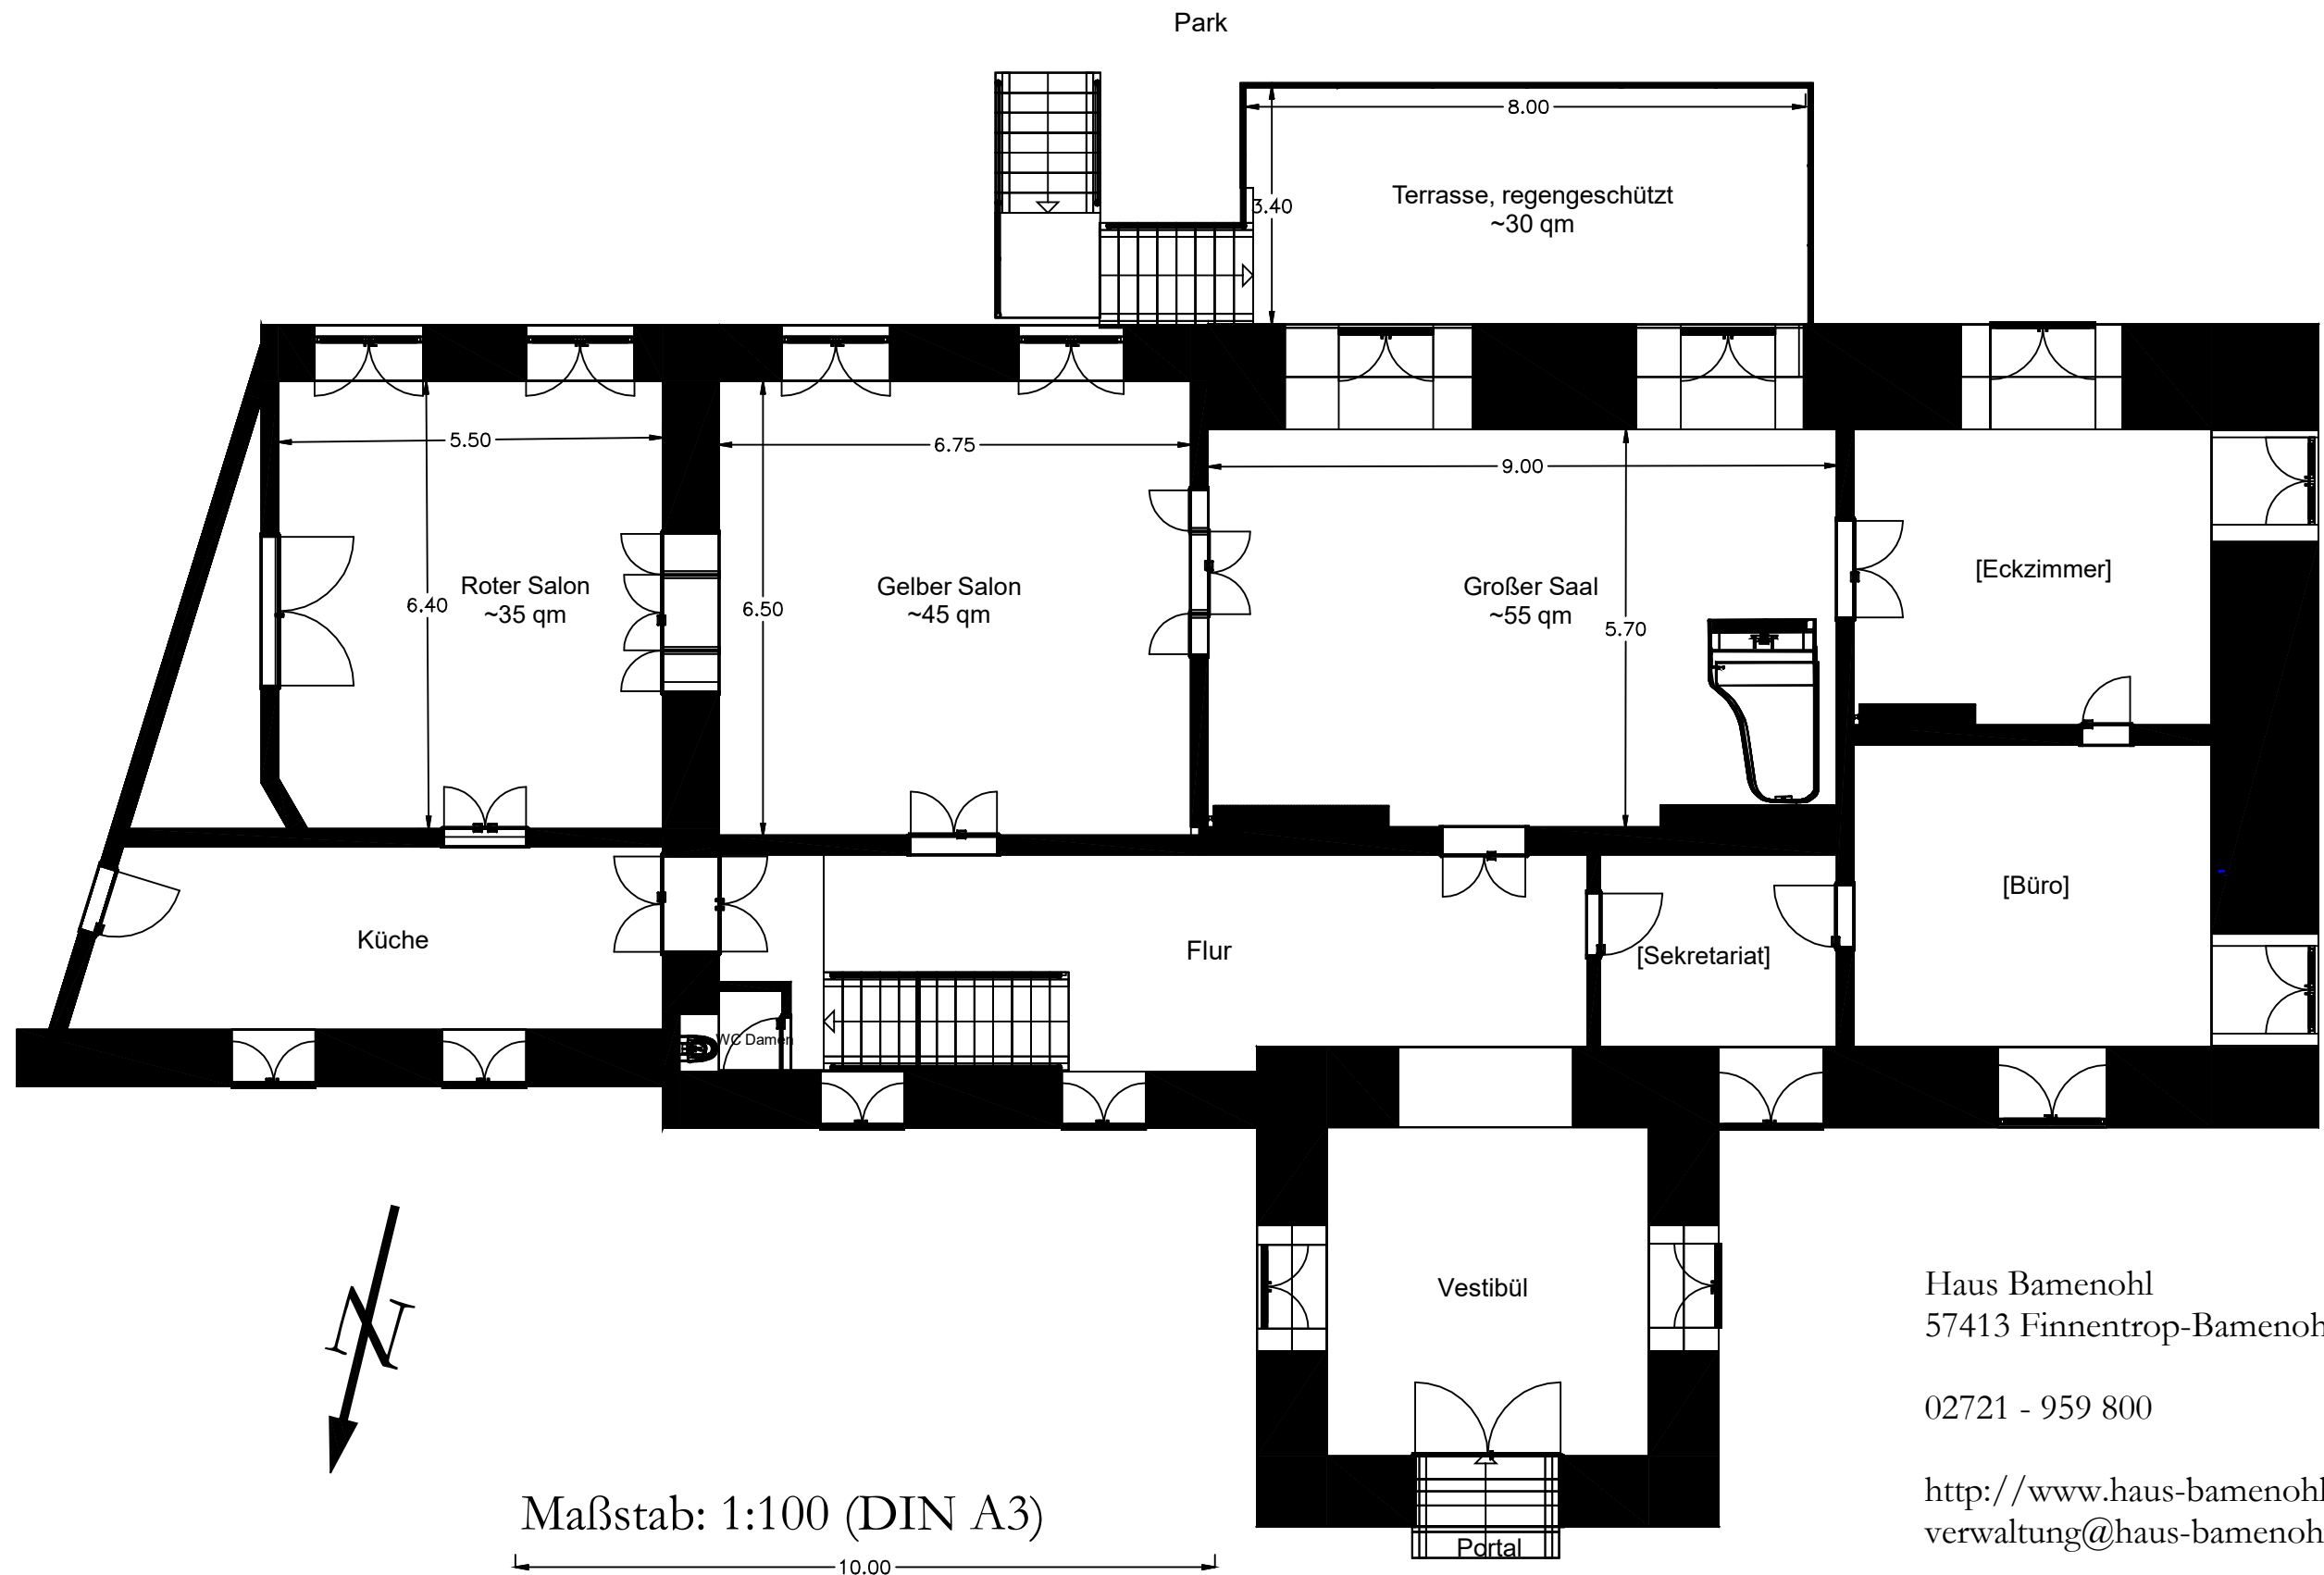 Park
8.00
Terrasse, regengeschützt
3.40
~30 qm
5.50
6.75
9.00
Roter Salon
~35 qm
6.40
6.50
Gelber Salon
~45 qm
Großer Saal
~55 qm
5.70
[Eckzimmer]
[Büro]
Küche
Flur
[Sekretariat]
WC Damen
Vestibül
N
Haus Bamenohl
57413 Finnentrop-Bamenoh
02721 - 959 800
http://www.haus-bamenohl
verwaltung@haus-bamenoh
Maßstab: 1:100 (DIN A3)
Portal
10.00